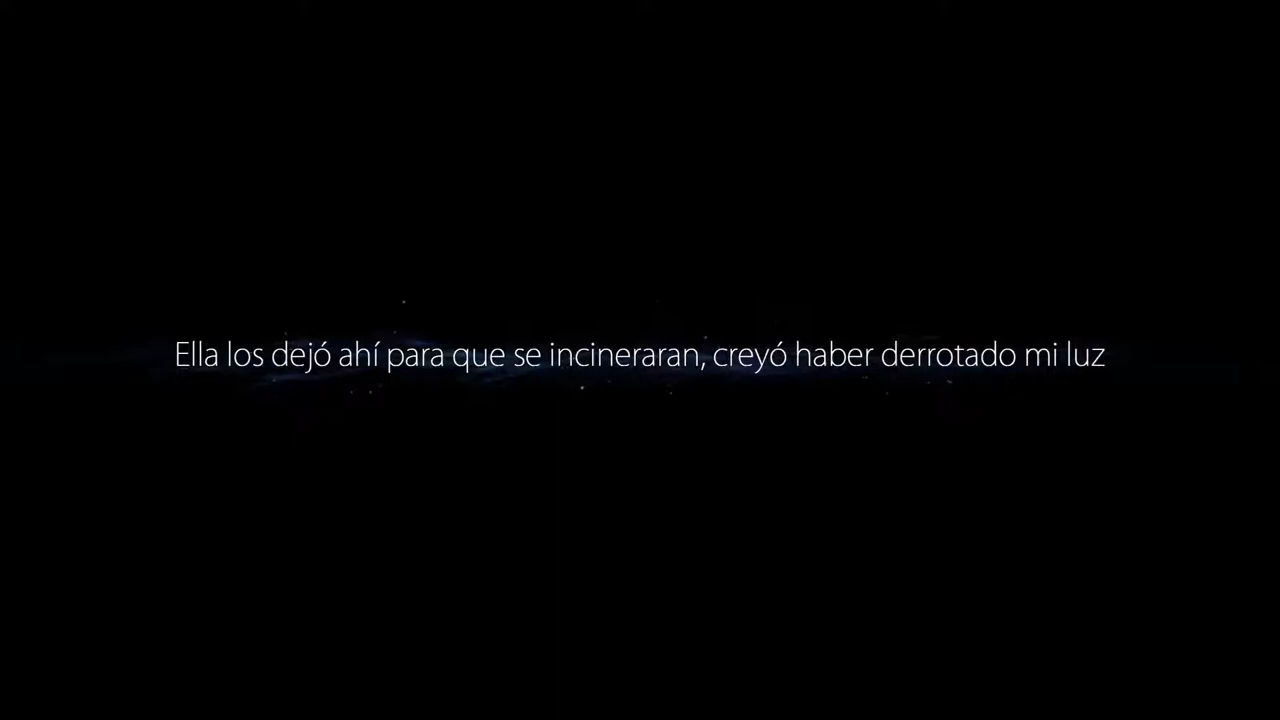 Ella los dejó ahí para que se incineraran, creyó haber derrotado mi luz